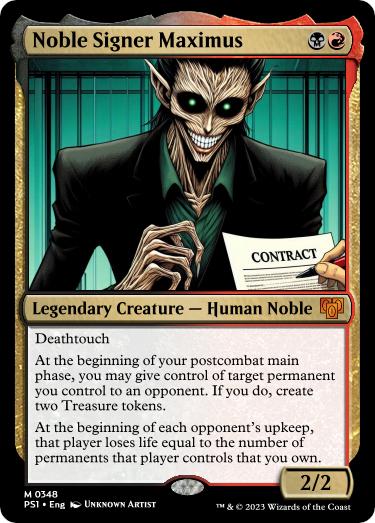 Noble Signer Maximus
CONTRACT
Legendary Creature — Human Noble
Deathtouch
At the beginning of your postcombat main
phase, you may give control of target permanent
you control to an opponent. If you do, create
two Treasure tokens.
At the beginning of each opponent's upkeep,
that player loses life equal to the number of
permanents that player controls that you own.
2/2
M 0348
PS1 • Eng Unknown Artist
™ & © 2023 Wizards of the Coast